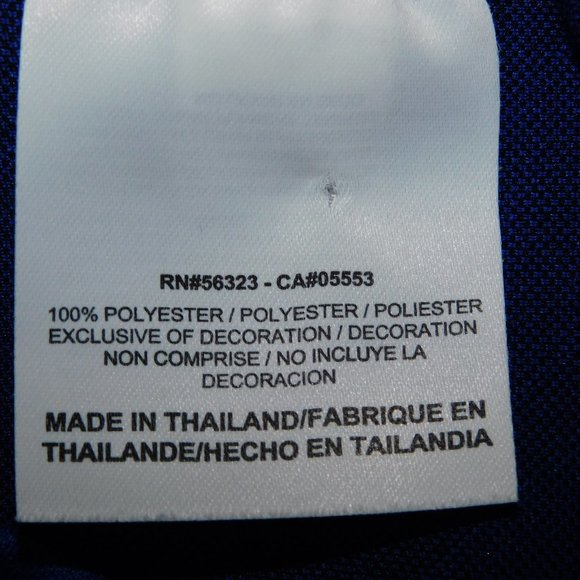 RN#56323 - CA#05553
100% POLYESTER / POLYESTER / POLIESTER
EXCLUSIVE OF DECORATION / DECORATION
NON COMPRISE / NO INCLUYE LA
DECORACION
MADE IN THAILAND/FABRIQUE EN
THAILANDE/HECHO EN TAILANDIA